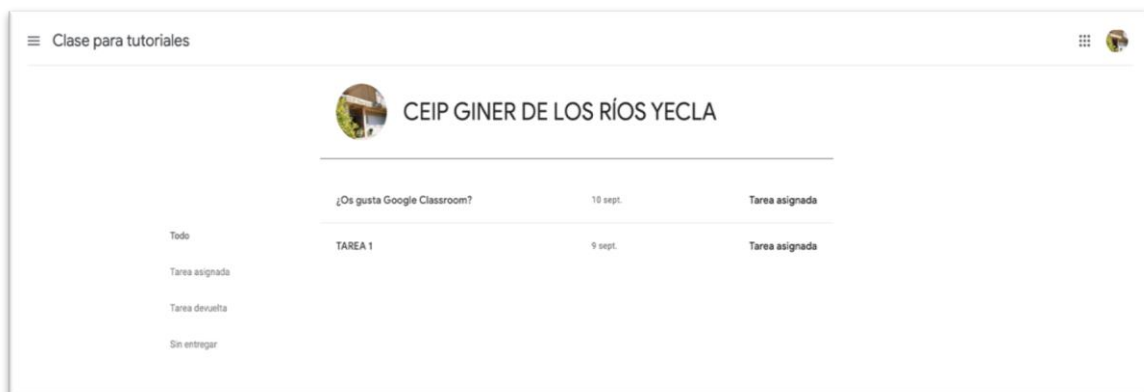 Clase para tutoriales
CEIP GINER DE LOS RÍOS YECLA
¿Os gusta Google Classroom? 10 sept. Tarea asignada
TAREA 1 9 sept. Tarea asignada
Todo
Tarea asignada
Tarea devuelta
Sin entregar